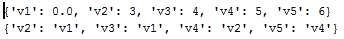 {'v1': 0.0, 'v2': 3, 'v3': 4, 'v4': 5, 'v5': 6}
{'v2': 'v1', 'v3': 'v1', 'v4': 'v2', 'v5': 'v4'}